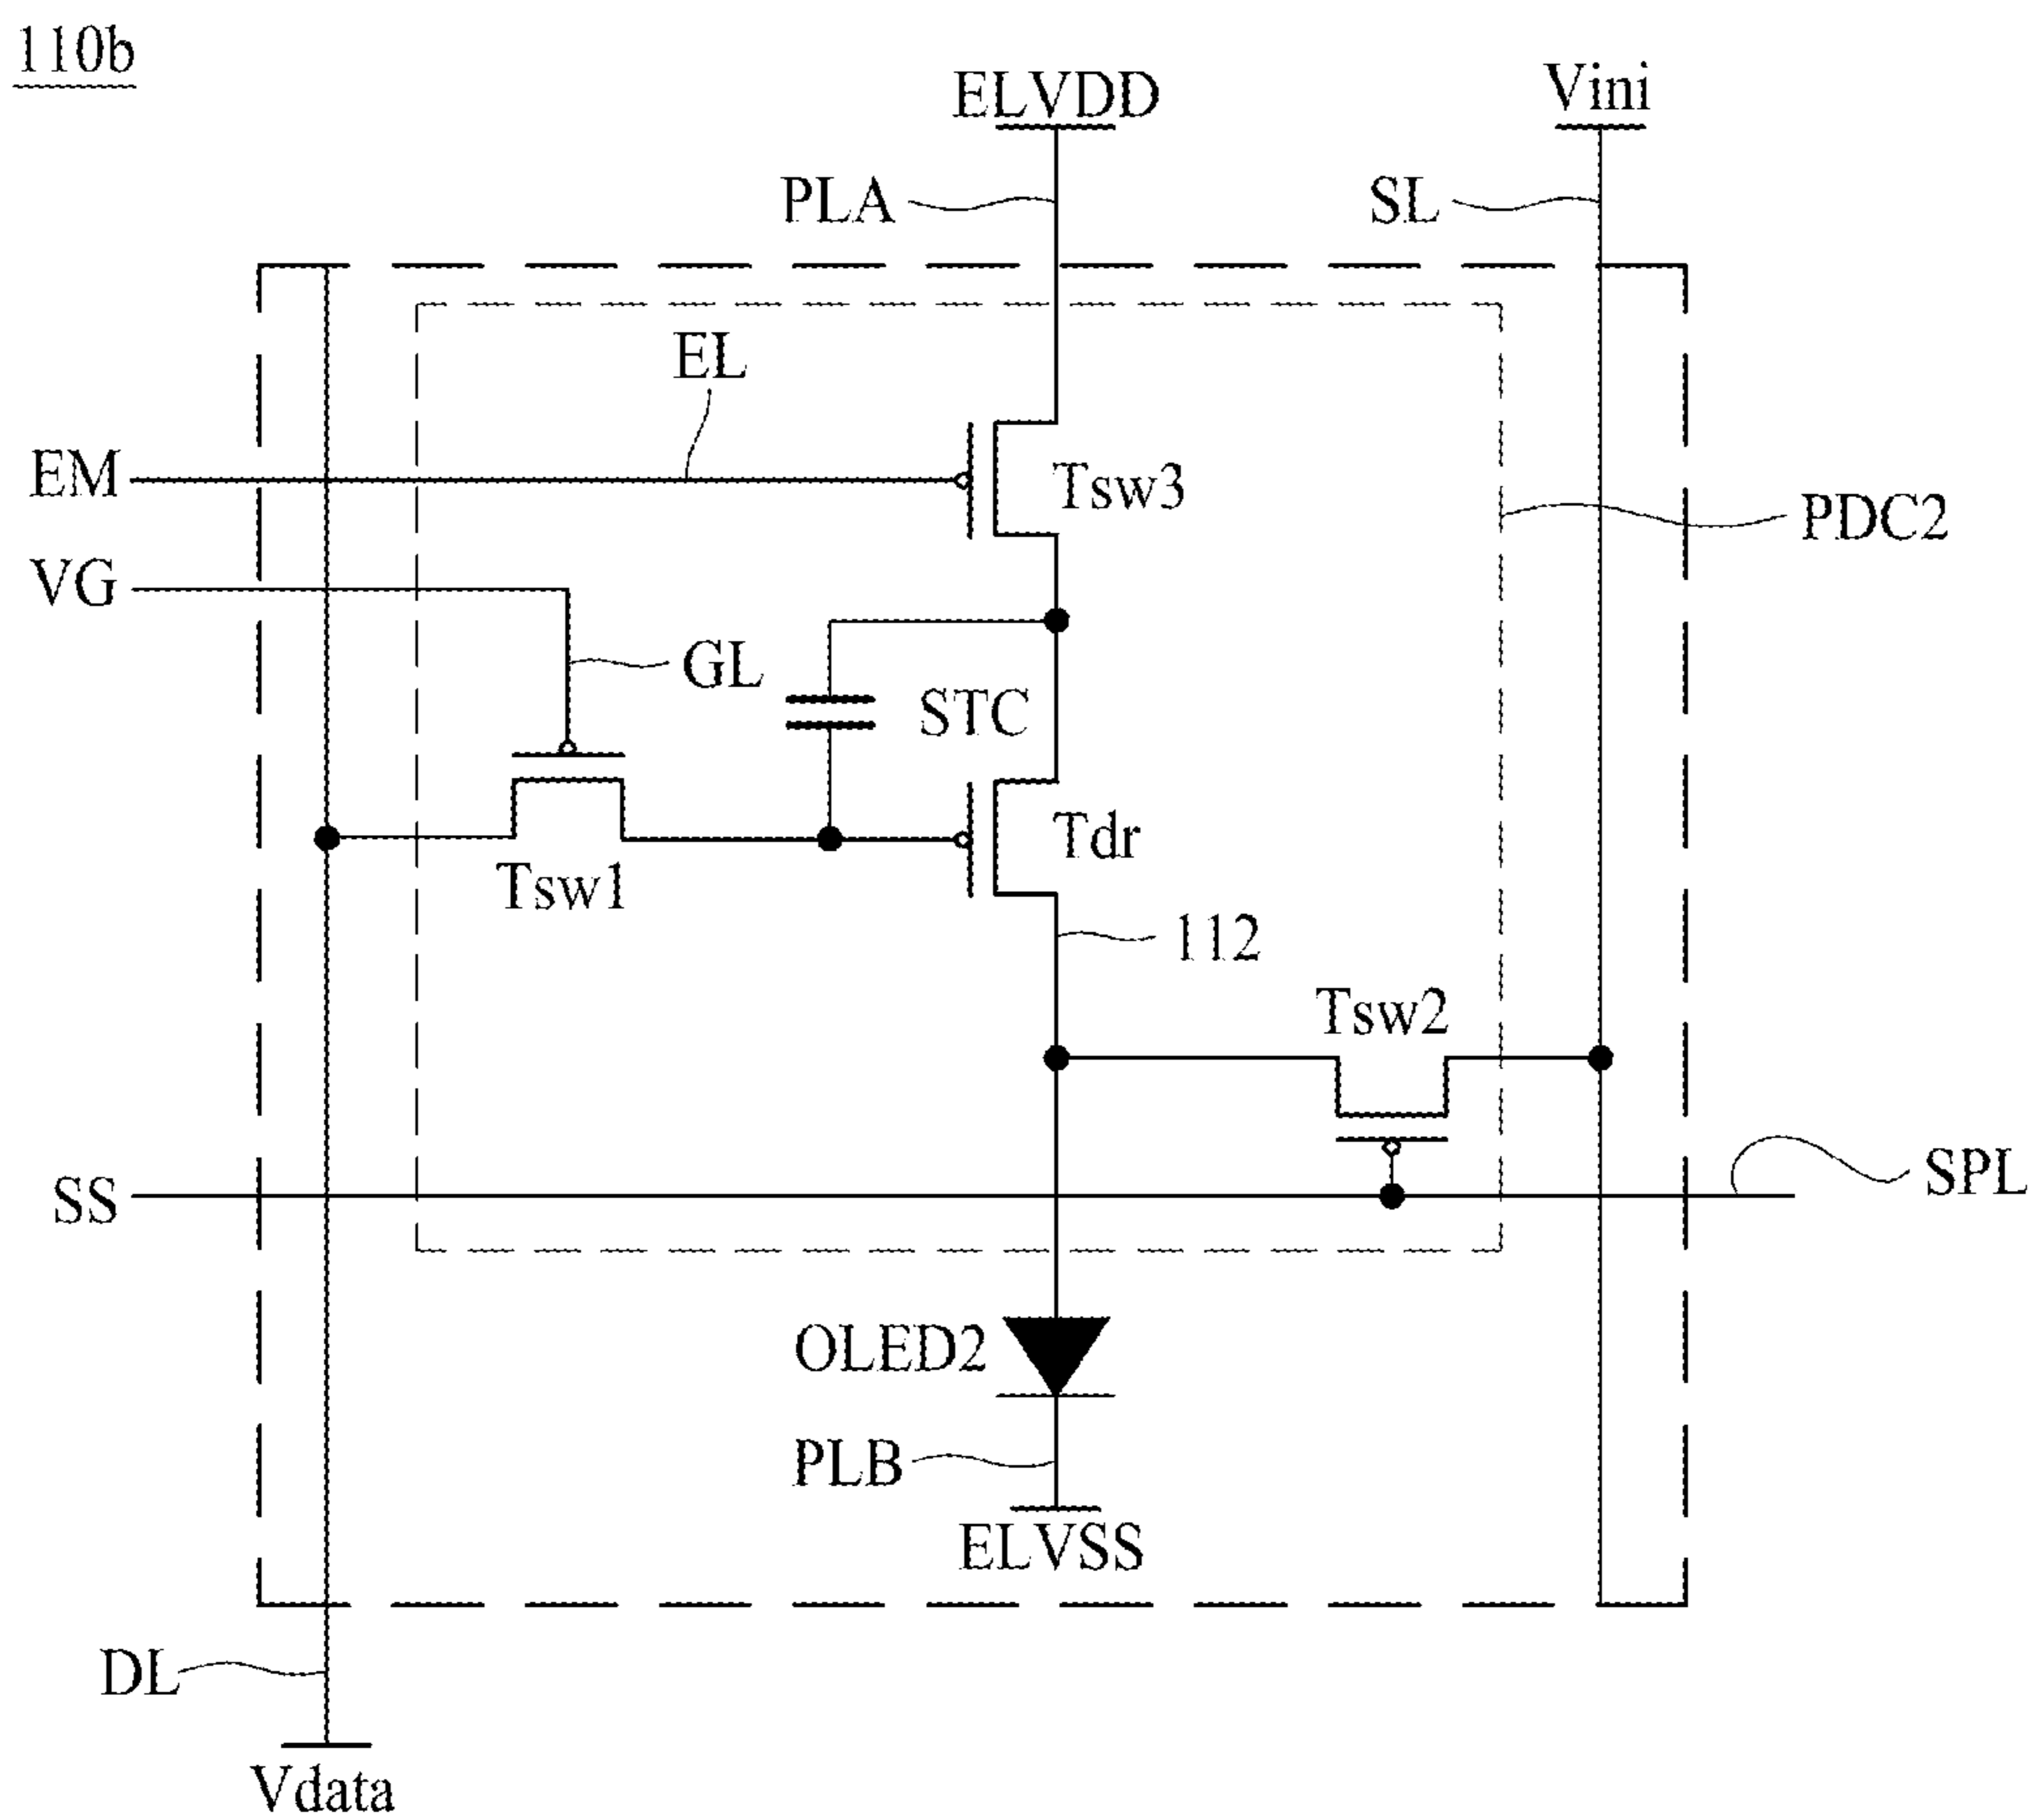 110b
ELVDD
Vini
PLA
SL
EL
EM
Tsw3
PDC2
VG
GL
STC
Tdr
Tsw1
112
Tsw2
SS
SPL
OLED2
PLB
ELVSS
DL
Vdata